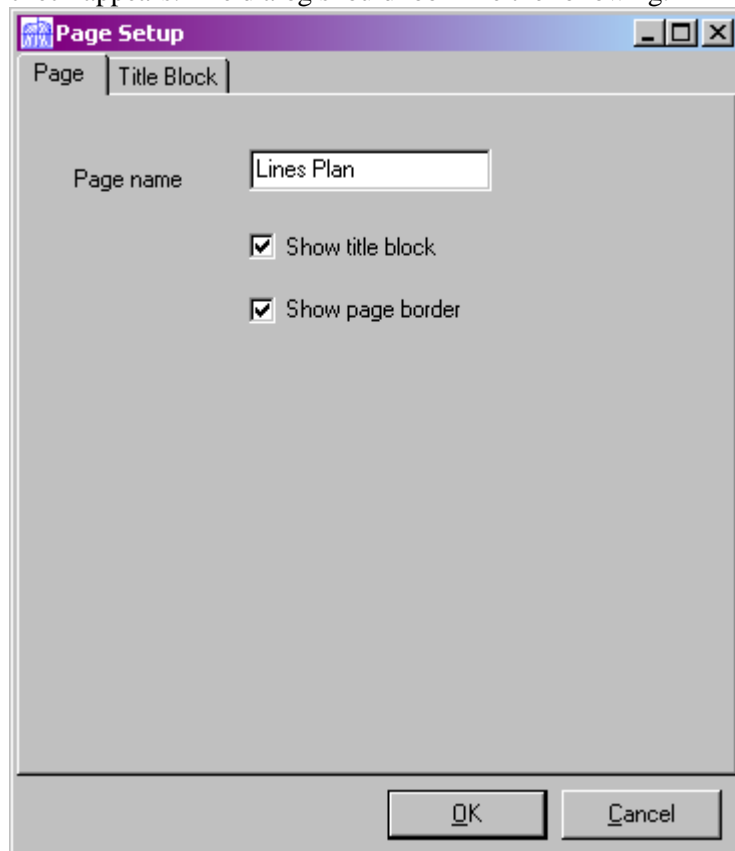 Page Setup
Page Title Block
Page name Lines Plan
Show title block
Show page border
OK Cancel